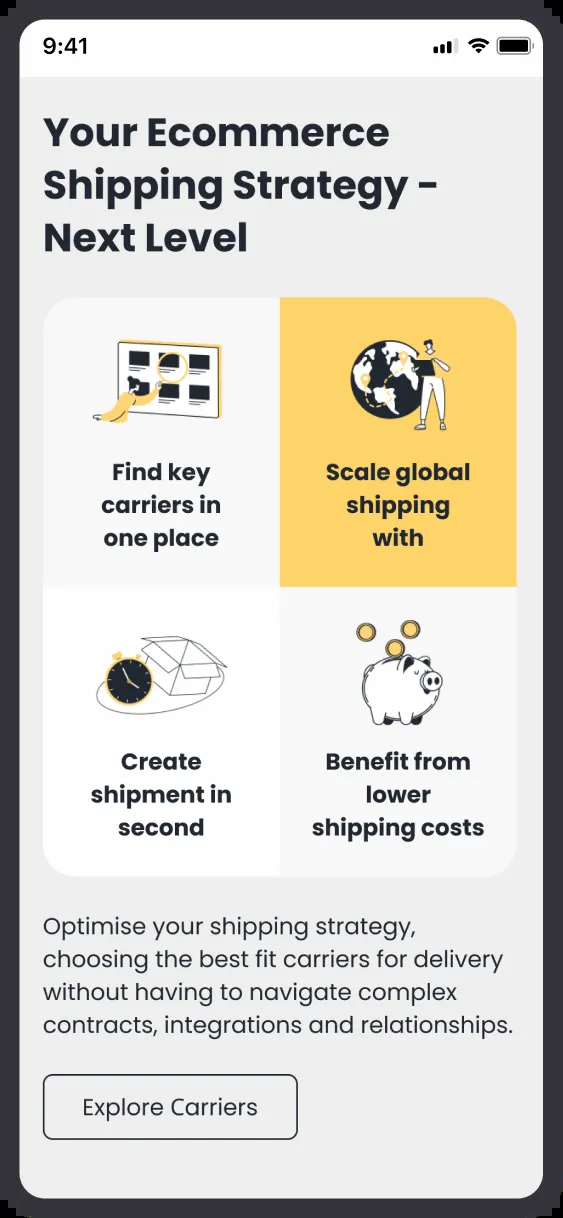 9:41
Your Ecommerce
Shipping Strategy -
Next Level
Find key
carriers in
one place
Scale global
shipping
with
Create
shipment in
second
Benefit from
lower
shipping costs
Optimise your shipping strategy,
choosing the best fit carriers for delivery
without having to navigate complex
contracts, integrations and relationships.
Explore Carriers